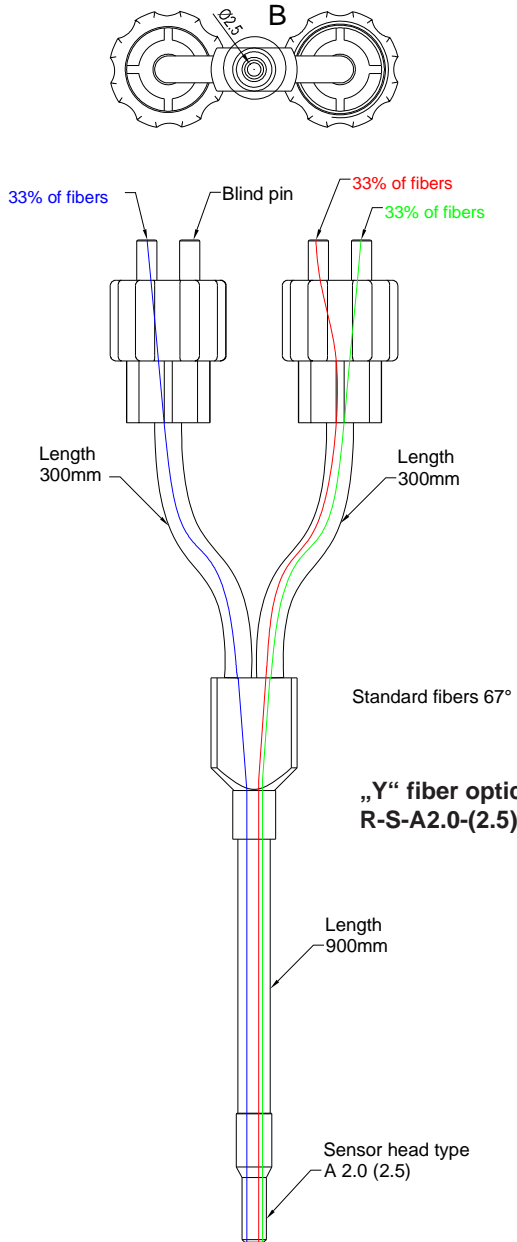 B
Ø2.5
33% of fibers
Blind pin
33% of fibers
33% of fibers
Length
300mm
Length
300mm
Standard fibers 67°
„Y“ fiber optic
R-S-A2.0-(2.5)
Length
900mm
Sensor head type
A 2.0 (2.5)